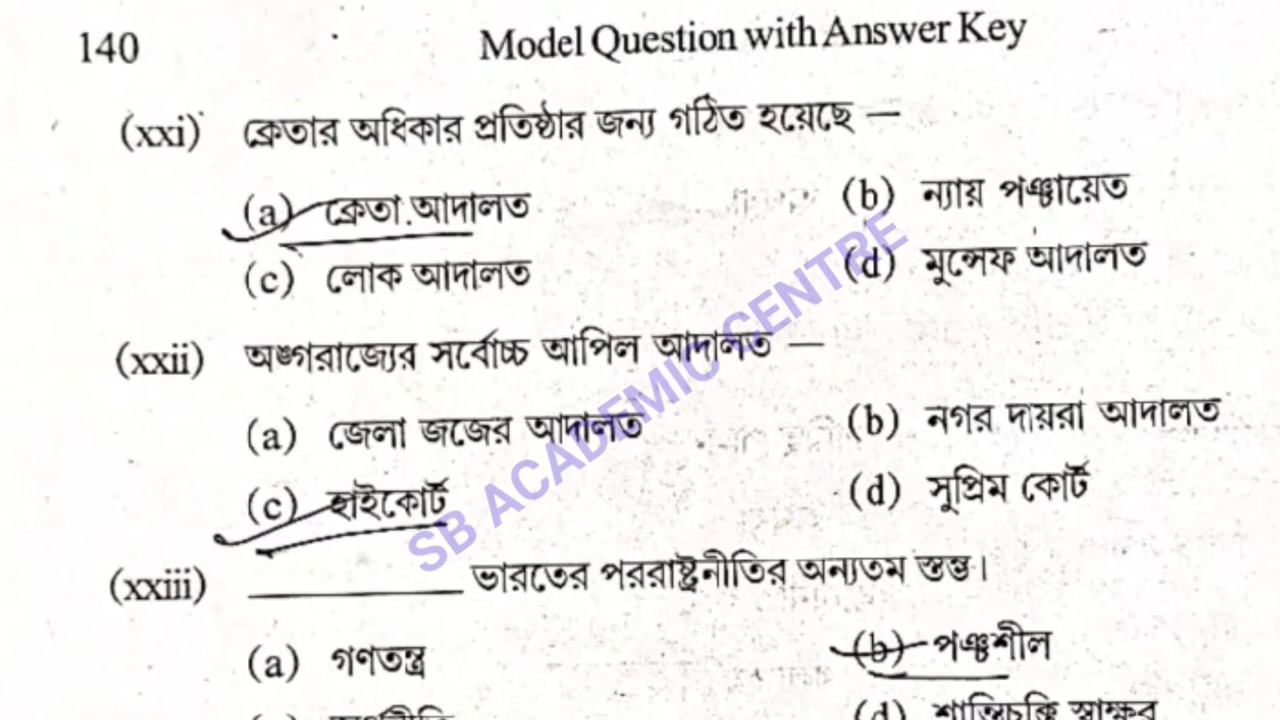 140 Model Question with Answer Key
(xxi) ক্রেতার অধিকার প্রতিষ্ঠার জন্য গঠিত হয়েছে —
(a) ক্রেতা আদালত (b) ন্যায় পঞ্চায়েত
(c) লোক আদালত (d) মুন্সেফ আদালত
(xxii) অঙ্গরাজ্যের সর্বোচ্চ আপিল আদালত —
(a) জেলা জজের আদালত (b) নগর দায়রা আদালত
(c) হাইকোর্ট (d) সুপ্রিম কোর্ট
(xxiii) __________ ভারতের পররাষ্ট্রনীতির অন্যতম স্তম্ভ।
(a) গণতন্ত্র (b) পঞ্চশীল
(d) শান্তিচুক্তি স্বাক্ষর
SB ACADEMIC CENTRE